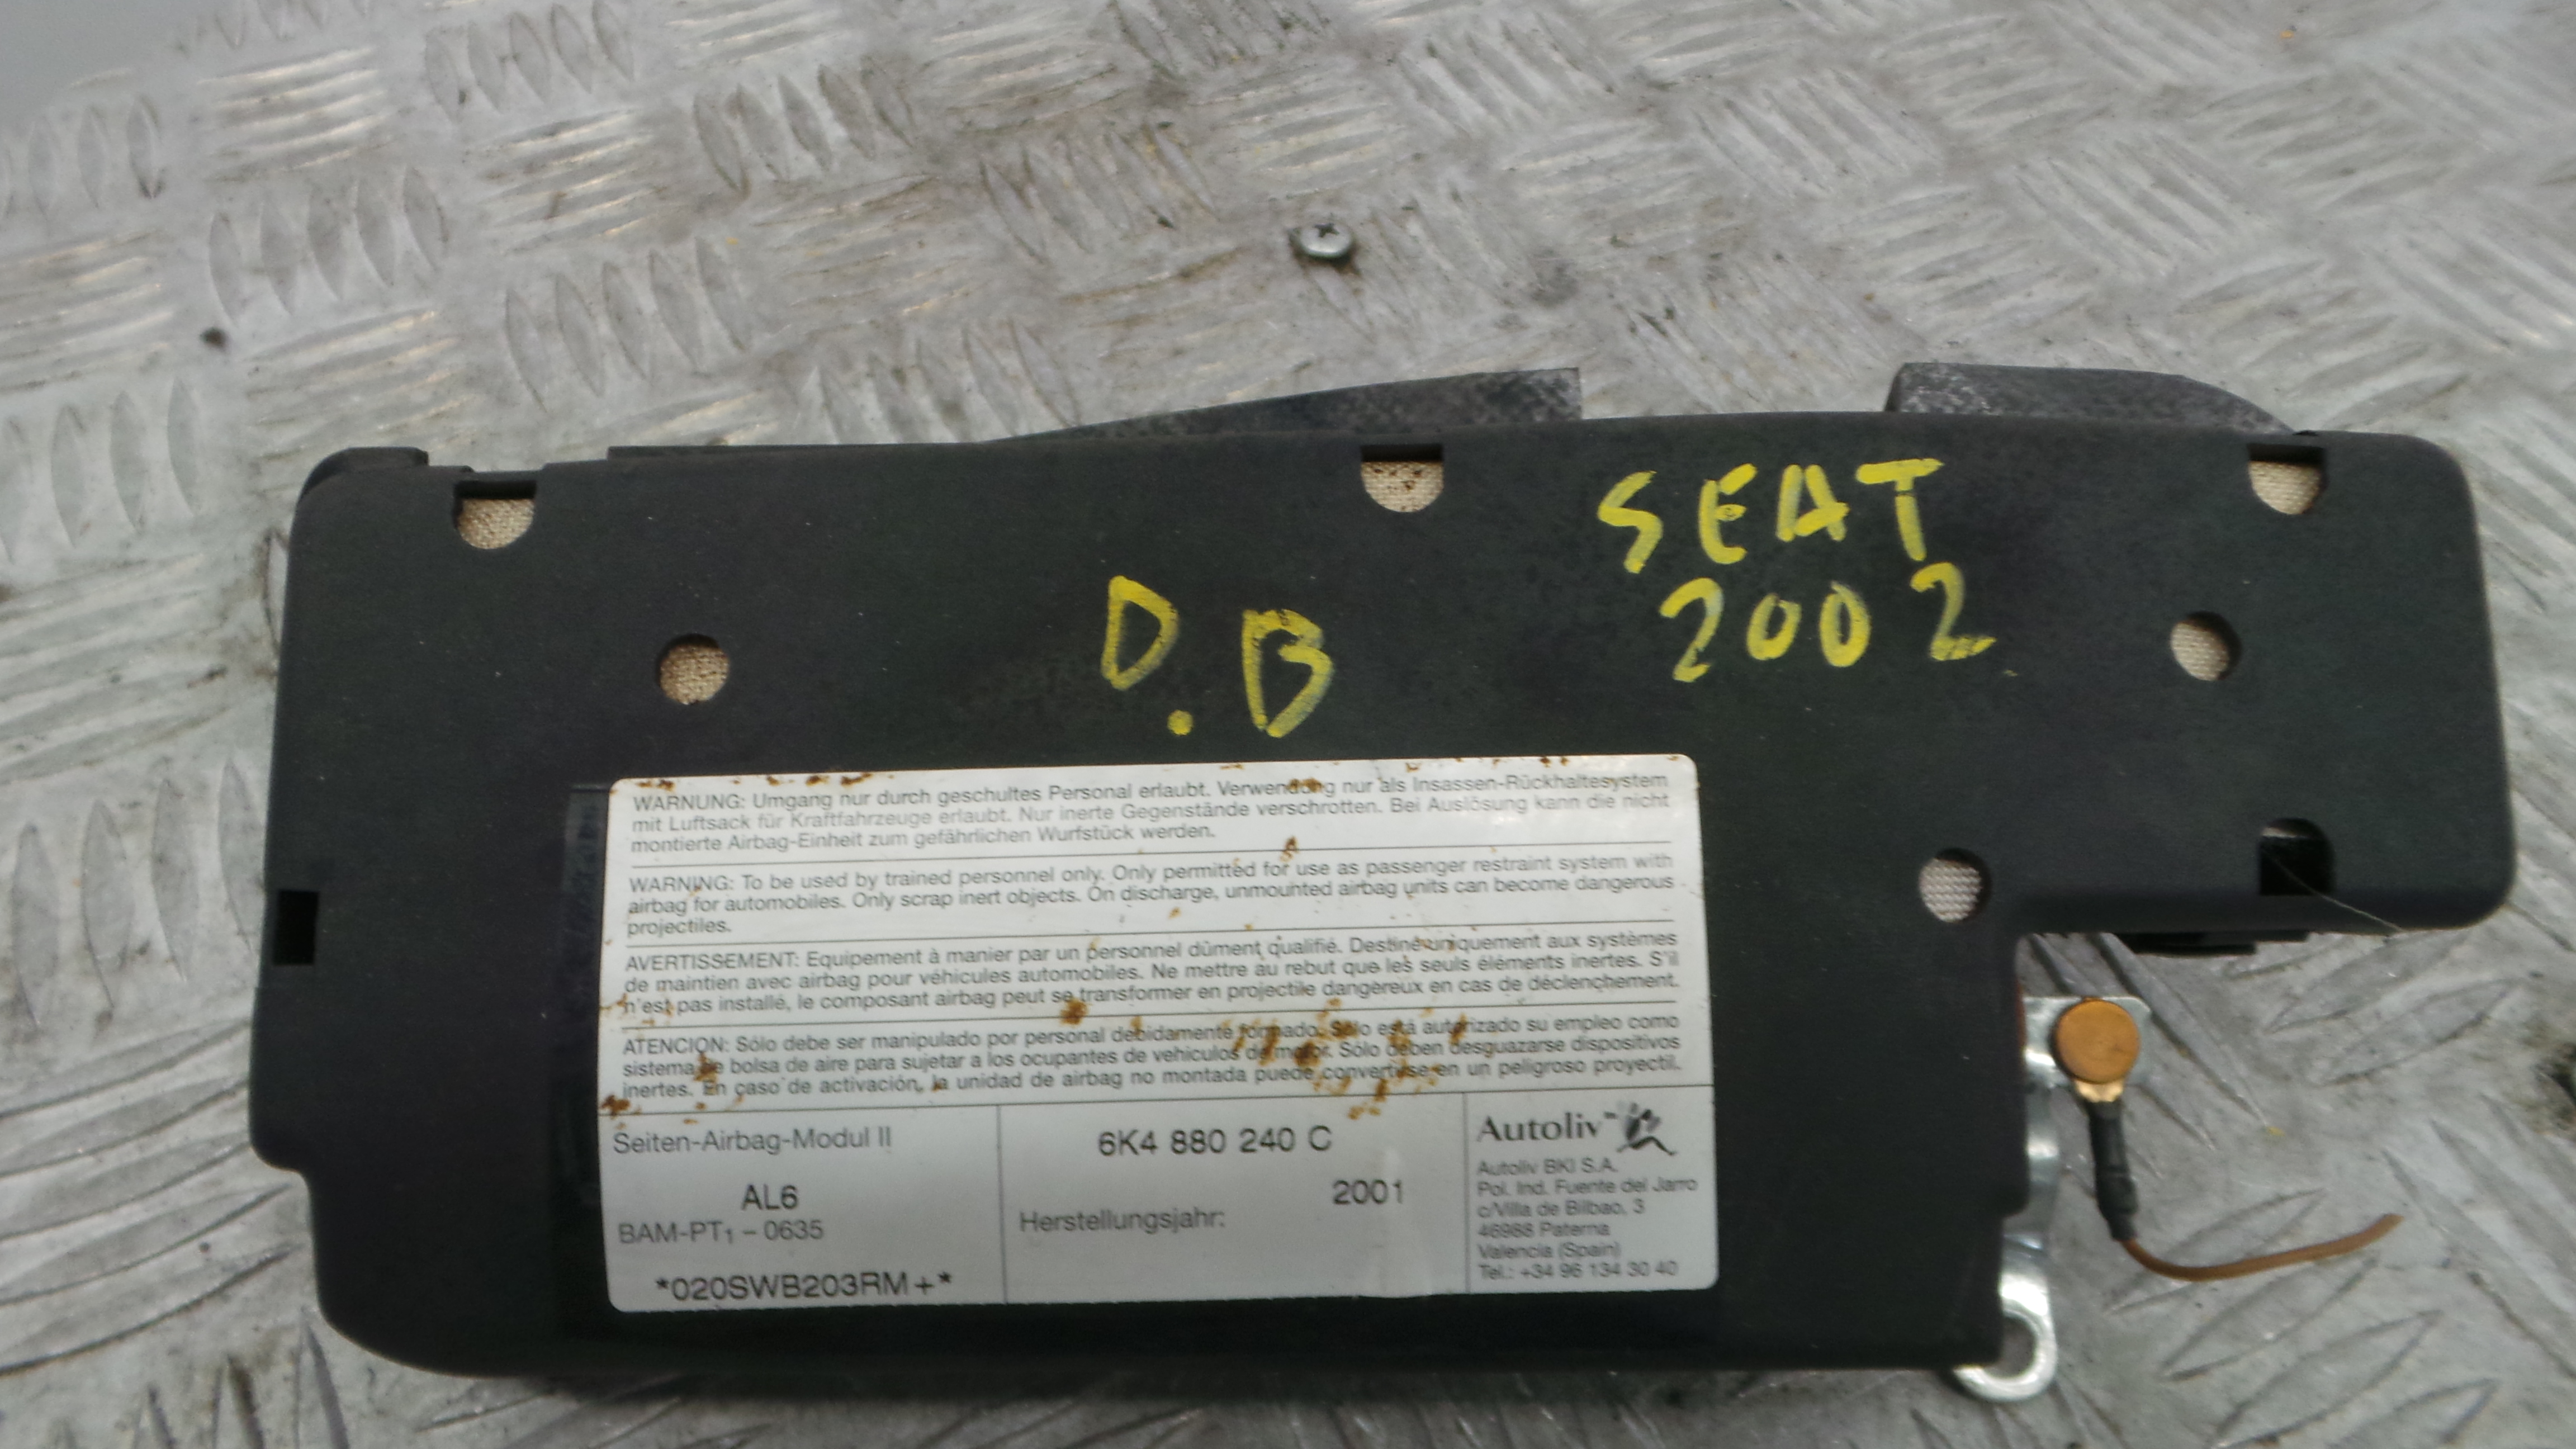 SEAT
2002
D.B
WARNUNG: Umgang nur durch geschultes Personal erlaubt. Verwendung nur als Insassen-Rückhaltesystem
mit Luftsack für Kraftfahrzeuge erlaubt. Nur inerte Gegenstände verschrotten. Bei Auslösung kann die nicht
montierte Airbag-Einheit zum gefährlichen Wurfstück werden.
WARNING: To be used by trained personnel only. Only permitted for use as passenger restraint system with
airbag for automobiles. Only scrap inert objects. On discharge, unmounted airbag units can become dangerous
projectiles.
AVERTISSEMENT: Equipement à manier par un personnel dûment qualifié. Destiné uniquement aux systèmes
de maintien avec airbag pour véhicules automobiles. Ne mettre au rebut que les seuls éléments inertes. S'il
n'est pas installé, le composant airbag peut se transformer en projectile dangereux en cas de déclenchement.
ATENCION: Sólo debe ser manipulado por personal debidamente formado. Sólo está autorizado su empleo como
sistema de bolsa de aire para sujetar a los ocupantes de vehículos de motor. Sólo deben desguazarse dispositivos
inertes. En caso de activación, la unidad de airbag no montada puede convertirse en un peligroso proyectil.
Seiten-Airbag-Modul II
AL6
BAM-PT1 – 0635
*020SWB203RM+*
6K4 880 240 C
2001
Herstellungsjahr:
Autoliv
Autoliv BKI S.A.
Pol. Ind. Fuente del Jarro
c/Villa de Bilbao, 3
46988 Paterna
Valencia (Spain)
Tel.: +34 96 134 30 40